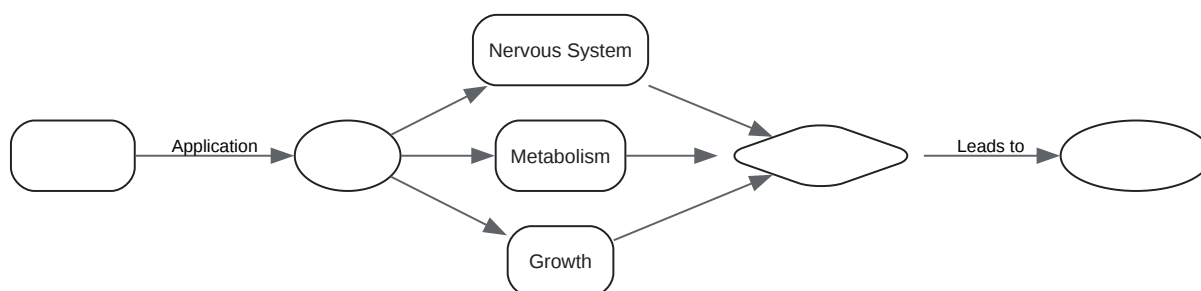 Nervous System
Application
Metabolism
Leads to
Growth